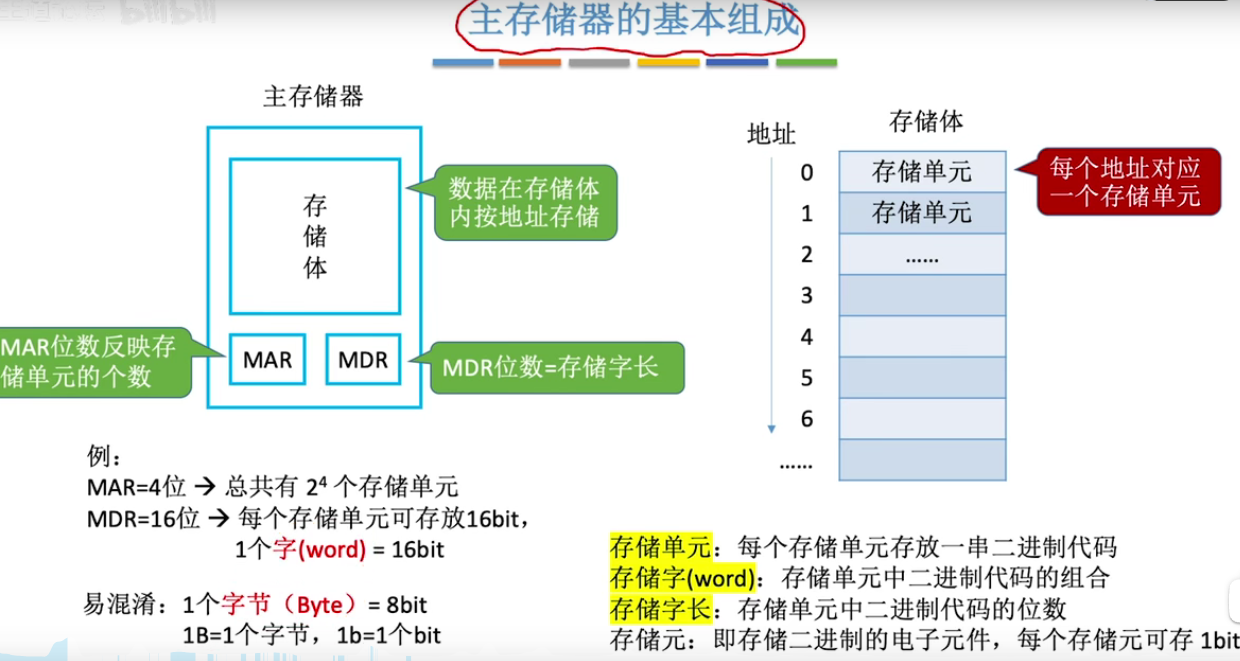 bilibili
主存储器的基本组成
主存储器
存
储
体
数据在存储体
内按地址存储
MAR位数反映存
储单元的个数
MAR
MDR
MDR位数=存储字长
地址
存储体
0
存储单元
1
存储单元
2
......
3
4
5
6
......
每个地址对应
一个存储单元
例：
MAR=4位 → 总共有 2⁴ 个存储单元
MDR=16位 → 每个存储单元可存放16bit，
1个字(word) = 16bit
易混淆：1个字节（Byte）= 8bit
1B=1个字节，1b=1个bit
存储单元：每个存储单元存放一串二进制代码
存储字(word)：存储单元中二进制代码的组合
存储字长：存储单元中二进制代码的位数
存储元：即存储二进制的电子元件，每个存储元可存 1bit